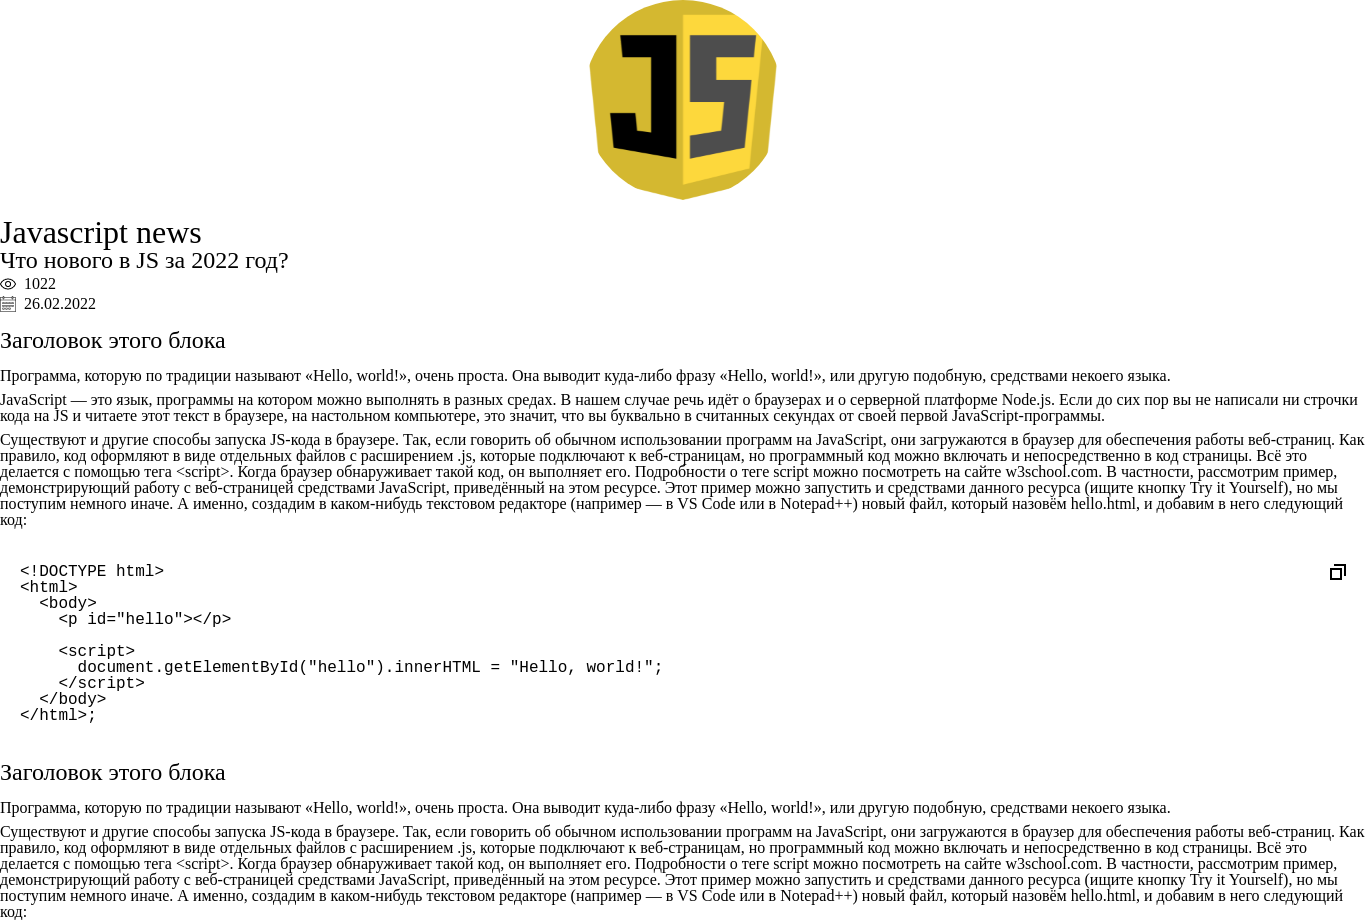 JS
Javascript news
Что нового в JS за 2022 год?
1022
26.02.2022
Заголовок этого блока
Программа, которую по традиции называют «Hello, world!», очень проста. Она выводит куда-либо фразу «Hello, world!», или другую подобную, средствами некоего языка.
JavaScript — это язык, программы на котором можно выполнять в разных средах. В нашем случае речь идёт о браузерах и о серверной платформе Node.js. Если до сих пор вы не написали ни строчки
кода на JS и читаете этот текст в браузере, на настольном компьютере, это значит, что вы буквально в считанных секундах от своей первой JavaScript-программы.
Существуют и другие способы запуска JS-кода в браузере. Так, если говорить об обычном использовании программ на JavaScript, они загружаются в браузер для обеспечения работы веб-страниц. Как
правило, код оформляют в виде отдельных файлов с расширением .js, которые подключают к веб-страницам, но программный код можно включать и непосредственно в код страницы. Всё это
делается с помощью тега <script>. Когда браузер обнаруживает такой код, он выполняет его. Подробности о теге script можно посмотреть на сайте w3school.com. В частности, рассмотрим пример,
демонстрирующий работу с веб-страницей средствами JavaScript, приведённый на этом ресурсе. Этот пример можно запустить и средствами данного ресурса (ищите кнопку Try it Yourself), но мы
поступим немного иначе. А именно, создадим в каком-нибудь текстовом редакторе (например — в VS Code или в Notepad++) новый файл, который назовём hello.html, и добавим в него следующий
код:
<!DOCTYPE html>
<html>
  <body>
    <p id="hello"></p>
    <script>
      document.getElementById("hello").innerHTML = "Hello, world!";
    </script>
  </body>
</html>;
Заголовок этого блока
Программа, которую по традиции называют «Hello, world!», очень проста. Она выводит куда-либо фразу «Hello, world!», или другую подобную, средствами некоего языка.
Существуют и другие способы запуска JS-кода в браузере. Так, если говорить об обычном использовании программ на JavaScript, они загружаются в браузер для обеспечения работы веб-страниц. Как
правило, код оформляют в виде отдельных файлов с расширением .js, которые подключают к веб-страницам, но программный код можно включать и непосредственно в код страницы. Всё это
делается с помощью тега <script>. Когда браузер обнаруживает такой код, он выполняет его. Подробности о теге script можно посмотреть на сайте w3school.com. В частности, рассмотрим пример,
демонстрирующий работу с веб-страницей средствами JavaScript, приведённый на этом ресурсе. Этот пример можно запустить и средствами данного ресурса (ищите кнопку Try it Yourself), но мы
поступим немного иначе. А именно, создадим в каком-нибудь текстовом редакторе (например — в VS Code или в Notepad++) новый файл, который назовём hello.html, и добавим в него следующий
код: